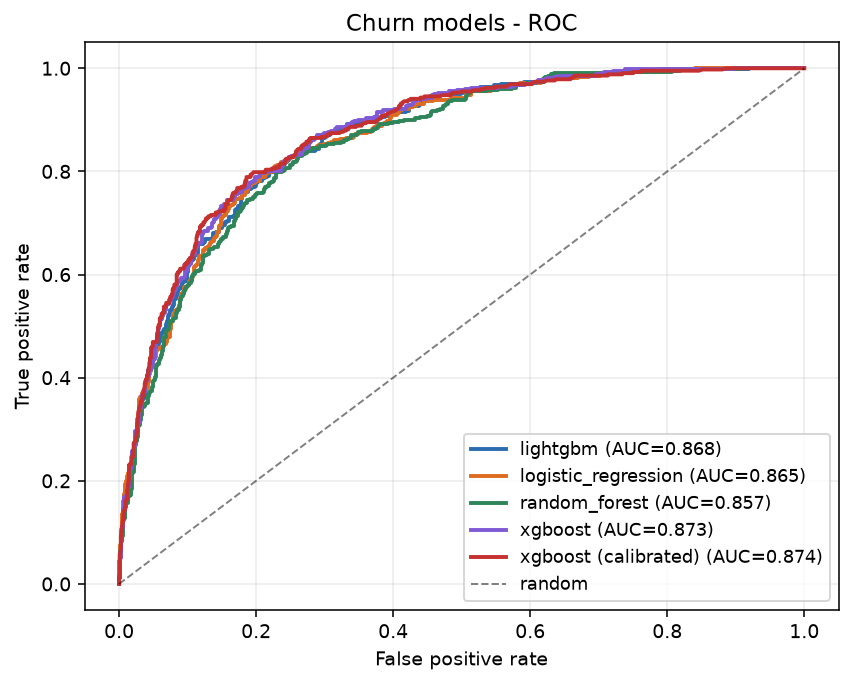 Churn models - ROC
True positive rate
1.0
0.8
0.6
0.4
0.2
0.0
lightgbm (AUC=0.868)
logistic_regression (AUC=0.865)
random_forest (AUC=0.857)
xgboost (AUC=0.873)
xgboost (calibrated) (AUC=0.874)
random
0.0 0.2 0.4 0.6 0.8 1.0
False positive rate